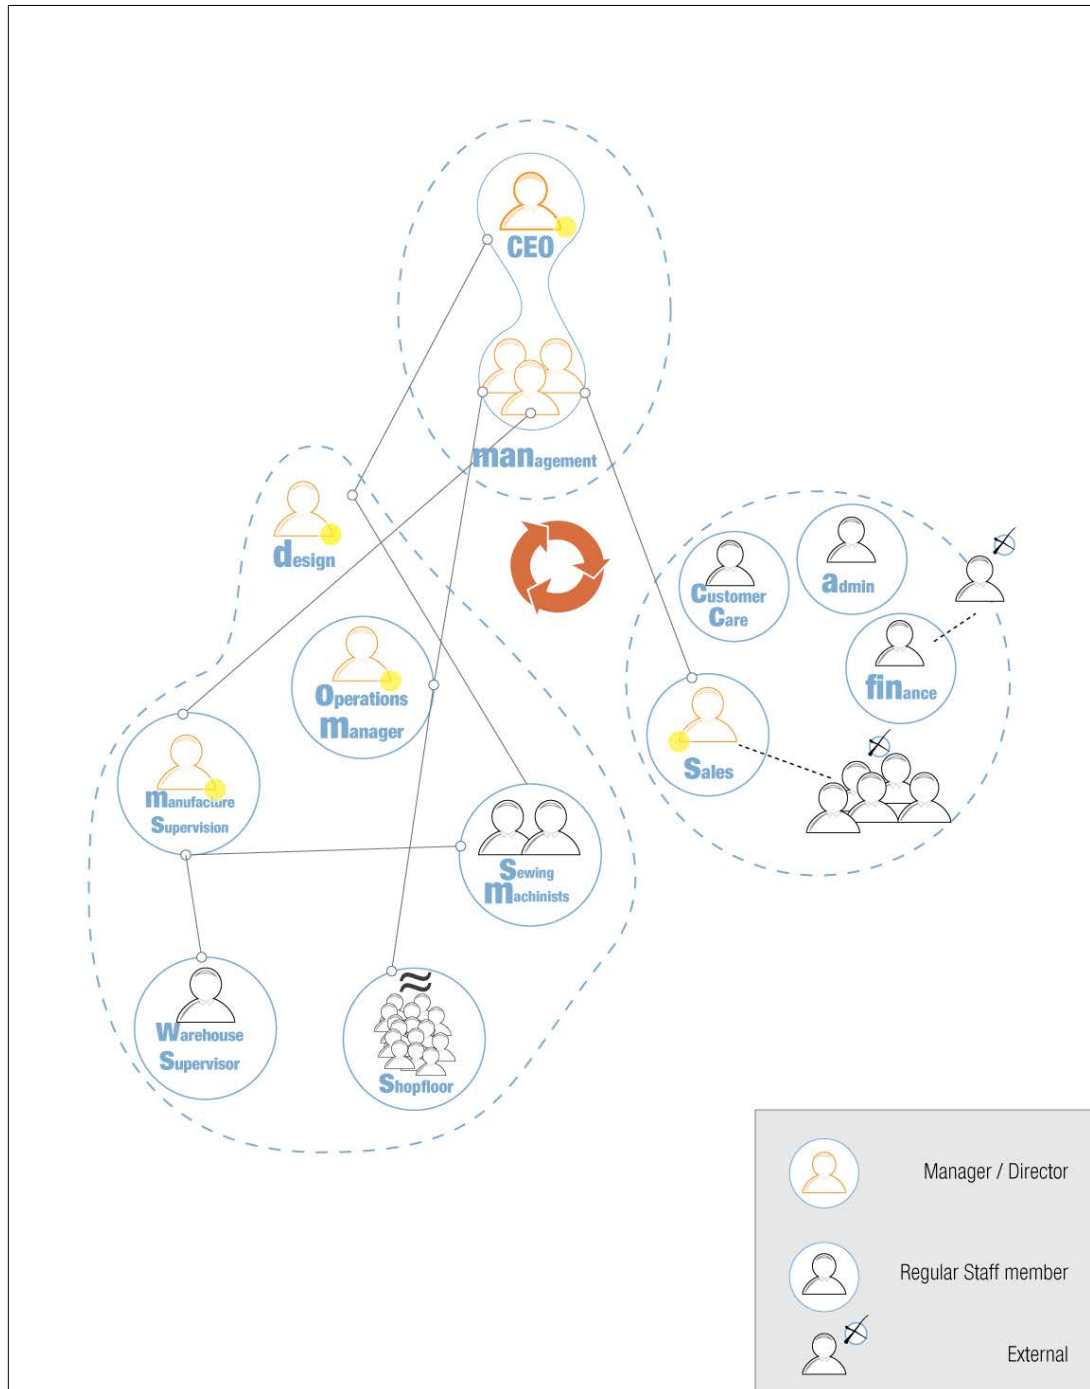 CEO
management
design
Operations
manager
manufacture
Supervision
Sewing
machinists
Warehouse
Supervisor
Shopfloor
Customer
Care
admin
finance
Sales
Manager / Director
Regular Staff member
External